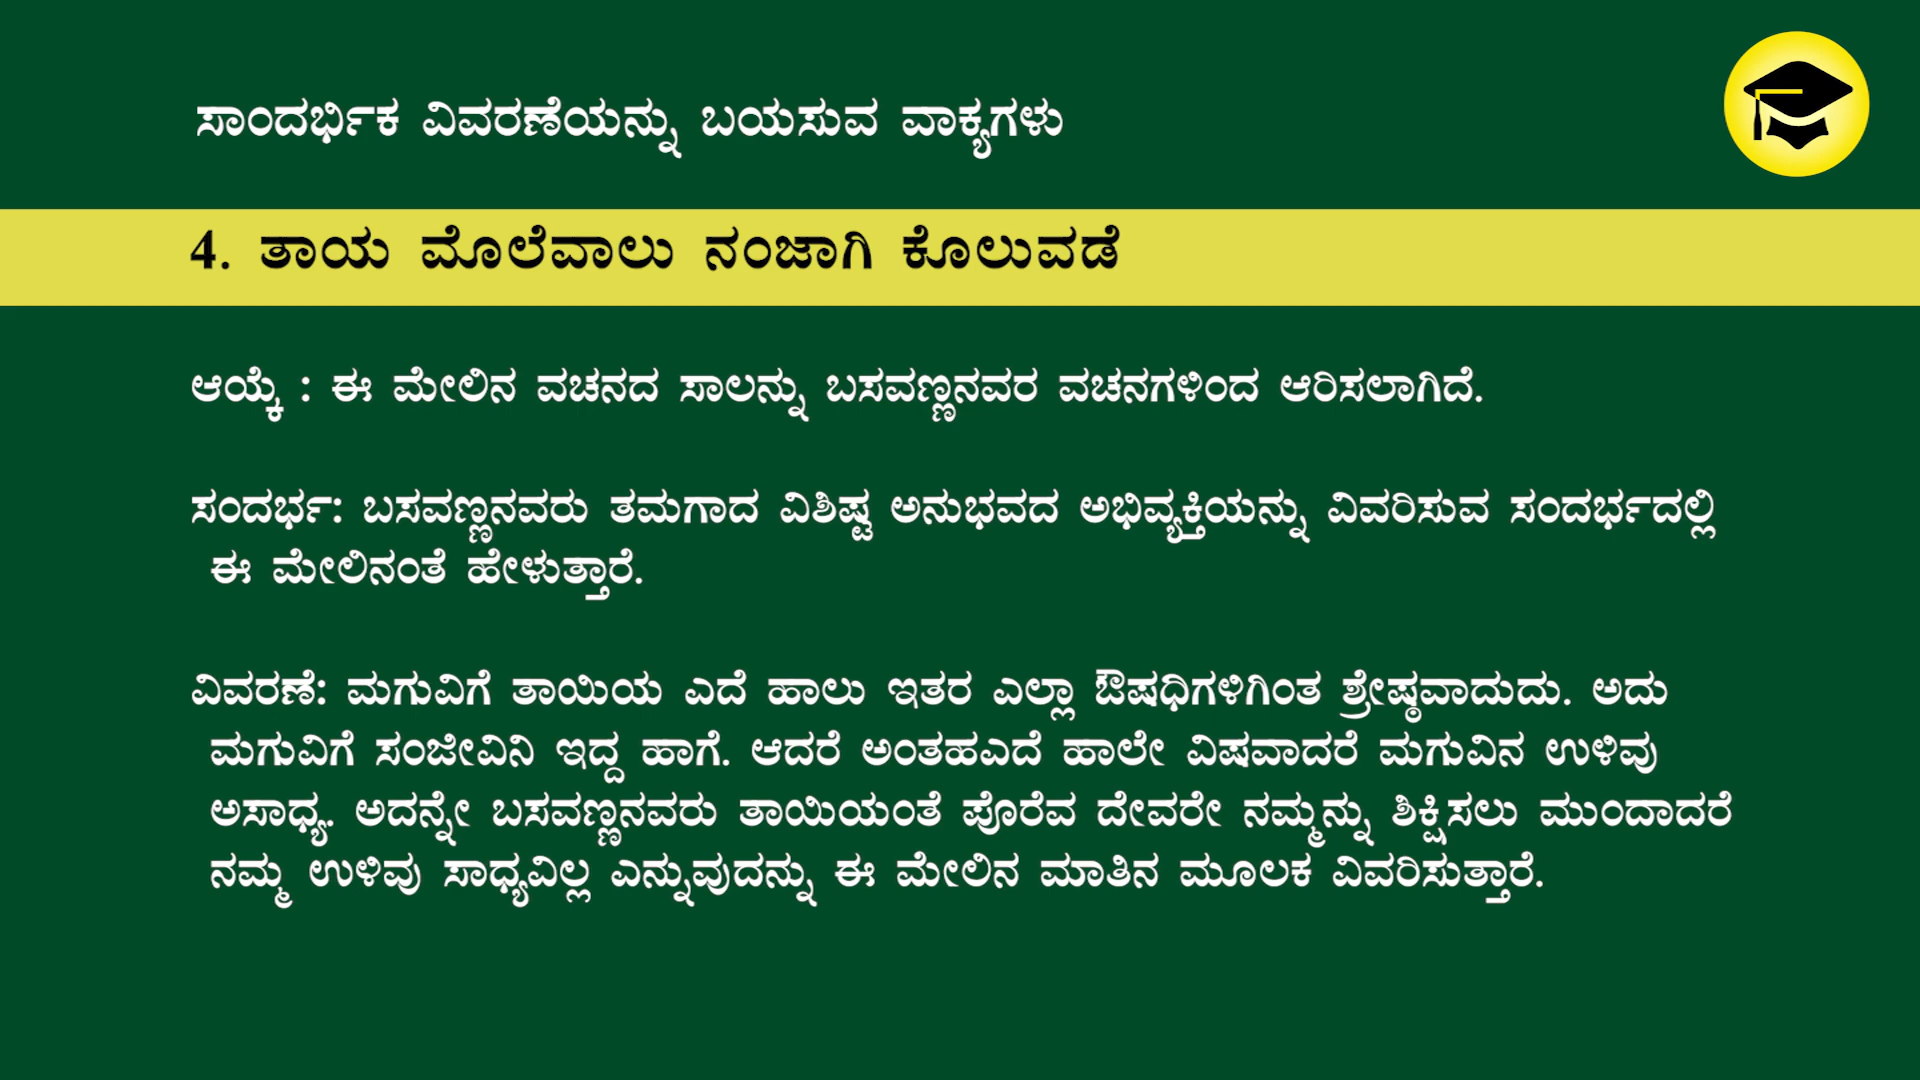 ಸಾಂದರ್ಭಿಕ ವಿವರಣೆಯನ್ನು ಬಯಸುವ ವಾಕ್ಯಗಳು
4. ತಾಯ ಮೊಲೆವಾಲು ನಂಜಾಗಿ ಕೊಲುವಡೆ
ಆಯ್ಕೆ : ಈ ಮೇಲಿನ ವಚನದ ಸಾಲನ್ನು ಬಸವಣ್ಣನವರ ವಚನಗಳಿಂದ ಆರಿಸಲಾಗಿದೆ.
ಸಂದರ್ಭ: ಬಸವಣ್ಣನವರು ತಮಗಾದ ವಿಶಿಷ್ಟ ಅನುಭವದ ಅಭಿವ್ಯಕ್ತಿಯನ್ನು ವಿವರಿಸುವ ಸಂದರ್ಭದಲ್ಲಿ
ಈ ಮೇಲಿನಂತೆ ಹೇಳುತ್ತಾರೆ.
ವಿವರಣೆ: ಮಗುವಿಗೆ ತಾಯಿಯ ಎದೆ ಹಾಲು ಇತರ ಎಲ್ಲಾ ಔಷಧಿಗಳಿಗಿಂತ ಶ್ರೇಷ್ಠವಾದುದು. ಅದು
ಮಗುವಿಗೆ ಸಂಜೀವಿನಿ ಇದ್ದ ಹಾಗೆ. ಆದರೆ ಅಂತಹಎದೆ ಹಾಲೇ ವಿಷವಾದರೆ ಮಗುವಿನ ಉಳಿವು
ಅಸಾಧ್ಯ. ಅದನ್ನೇ ಬಸವಣ್ಣನವರು ತಾಯಿಯಂತೆ ಪೊರೆವ ದೇವರೇ ನಮ್ಮನ್ನು ಶಿಕ್ಷಿಸಲು ಮುಂದಾದರೆ
ನಮ್ಮ ಉಳಿವು ಸಾಧ್ಯವಿಲ್ಲ ಎನ್ನುವುದನ್ನು ಈ ಮೇಲಿನ ಮಾತಿನ ಮೂಲಕ ವಿವರಿಸುತ್ತಾರೆ.